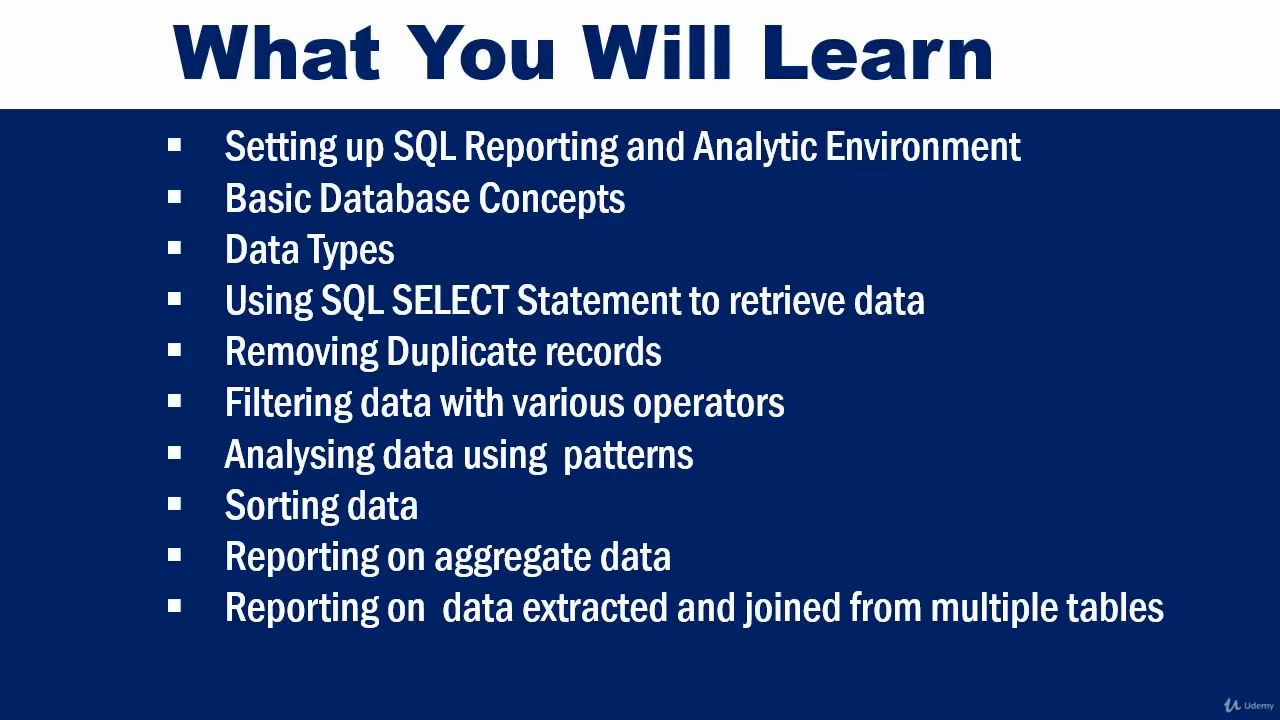 What You Will Learn
Setting up SQL Reporting and Analytic Environment
Basic Database Concepts
Data Types
Using SQL SELECT Statement to retrieve data
Removing Duplicate records
Filtering data with various operators
Analysing data using  patterns
Sorting data
Reporting on aggregate data
Reporting on  data extracted and joined from multiple tables
Udemy